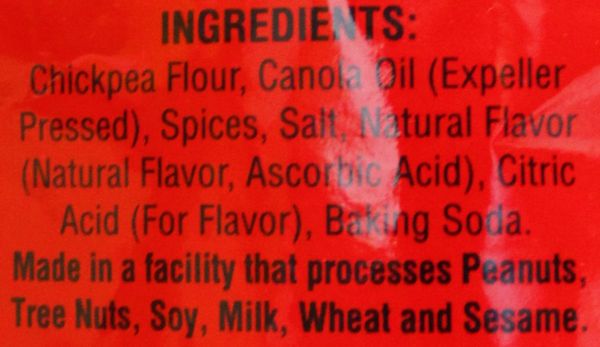 INGREDIENTS:
Chickpea Flour, Canola Oil (Expeller
Pressed), Spices, Salt, Natural Flavor
(Natural Flavor, Ascorbic Acid), Citric
Acid (For Flavor), Baking Soda.
Made in a facility that processes Peanuts,
Tree Nuts, Soy, Milk, Wheat and Sesame.